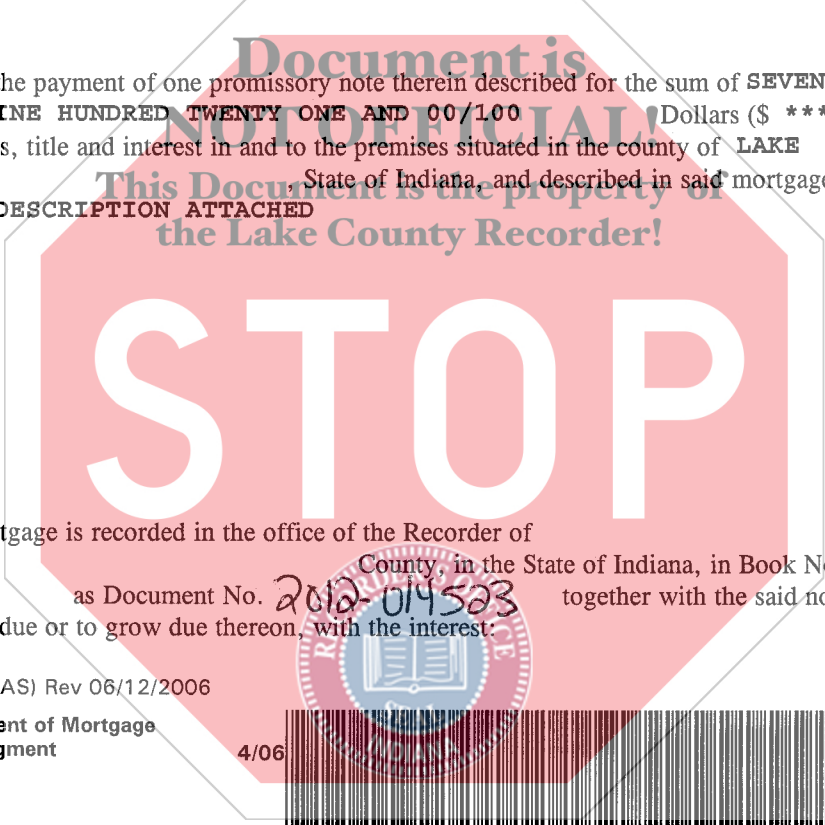 Document is
he payment of one promissory note therein described for the sum of SEVEN
INE HUNDRED TWENTY ONE AND 00/100 Dollars ($ ***
NOT OFFICIAL!
s, title and interest in and to the premises situated in the county of LAKE
, State of Indiana, and described in said mortgage
This Document is the property of
DESCRIPTION ATTACHED
the Lake County Recorder!
STOP
tgage is recorded in the office of the Recorder of
County, in the State of Indiana, in Book No
as Document No. 2012-014523 together with the said no
due or to grow due thereon, with the interest:
RECORDER'S OFFICE
SEAL
INDIANA
AS) Rev 06/12/2006
ent of Mortgage
gment 4/06